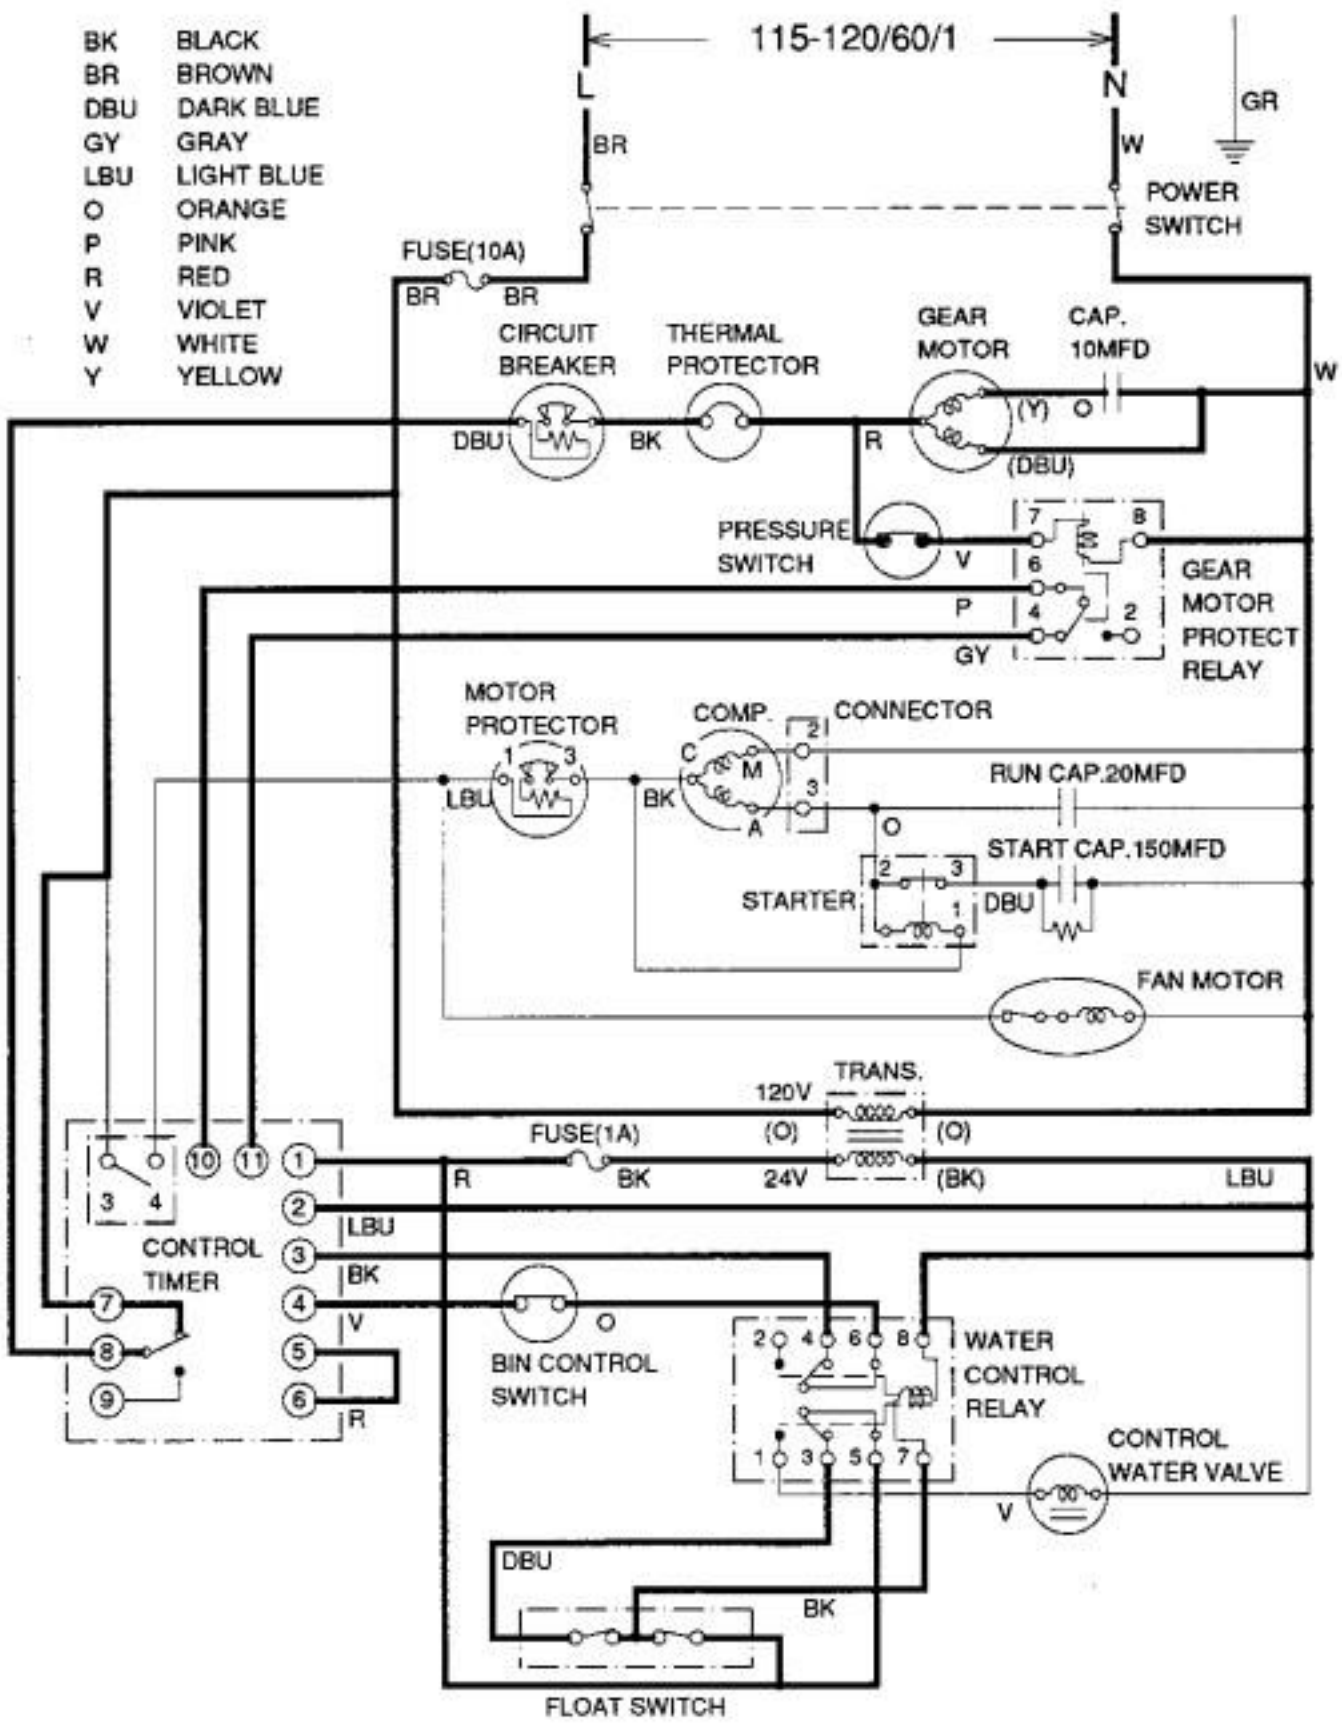 BK BLACK
BR BROWN
DBU DARK BLUE
GY GRAY
LBU LIGHT BLUE
O ORANGE
P PINK
R RED
V VIOLET
W WHITE
Y YELLOW
115-120/60/1
L
N
GR
BR
W
POWER
SWITCH
FUSE(10A)
BR
BR
CIRCUIT
BREAKER
THERMAL
PROTECTOR
GEAR
MOTOR
CAP.
10MFD
W
DBU
BK
R
(Y)
O
(DBU)
PRESSURE
SWITCH
V
7
8
6
4
2
P
GY
GEAR
MOTOR
PROTECT
RELAY
MOTOR
PROTECTOR
1
3
LBU
BK
COMP.
C
M
A
CONNECTOR
2
3
RUN CAP.20MFD
O
START CAP.150MFD
STARTER
2
3
1
DBU
FAN MOTOR
TRANS.
120V
(O)
(O)
24V
(BK)
FUSE(1A)
R
BK
LBU
3
4
10
11
1
2
3
4
5
6
7
8
9
CONTROL
TIMER
LBU
BK
V
R
BIN CONTROL
SWITCH
O
2
4
6
8
1
3
5
7
WATER
CONTROL
RELAY
CONTROL
WATER VALVE
V
DBU
BK
FLOAT SWITCH